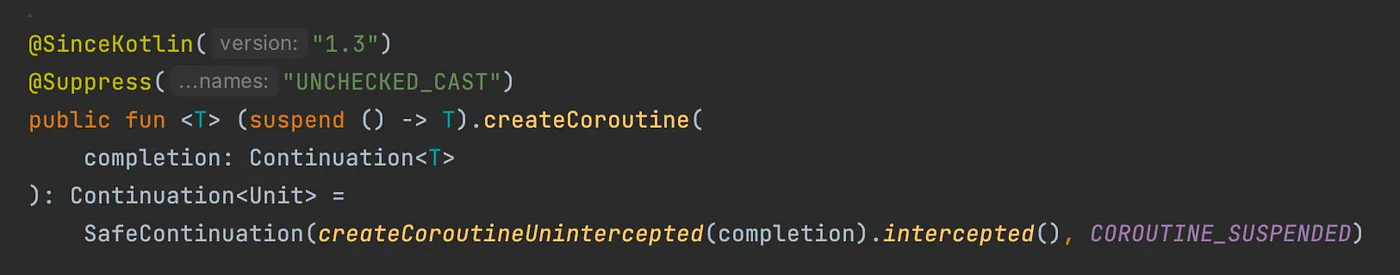 @SinceKotlin( version: "1.3")
@Suppress( ...names: "UNCHECKED_CAST")
public fun <T> (suspend () -> T).createCoroutine(
    completion: Continuation<T>
): Continuation<Unit> =
    SafeContinuation(createCoroutineUnintercepted(completion).intercepted(), COROUTINE_SUSPENDED)